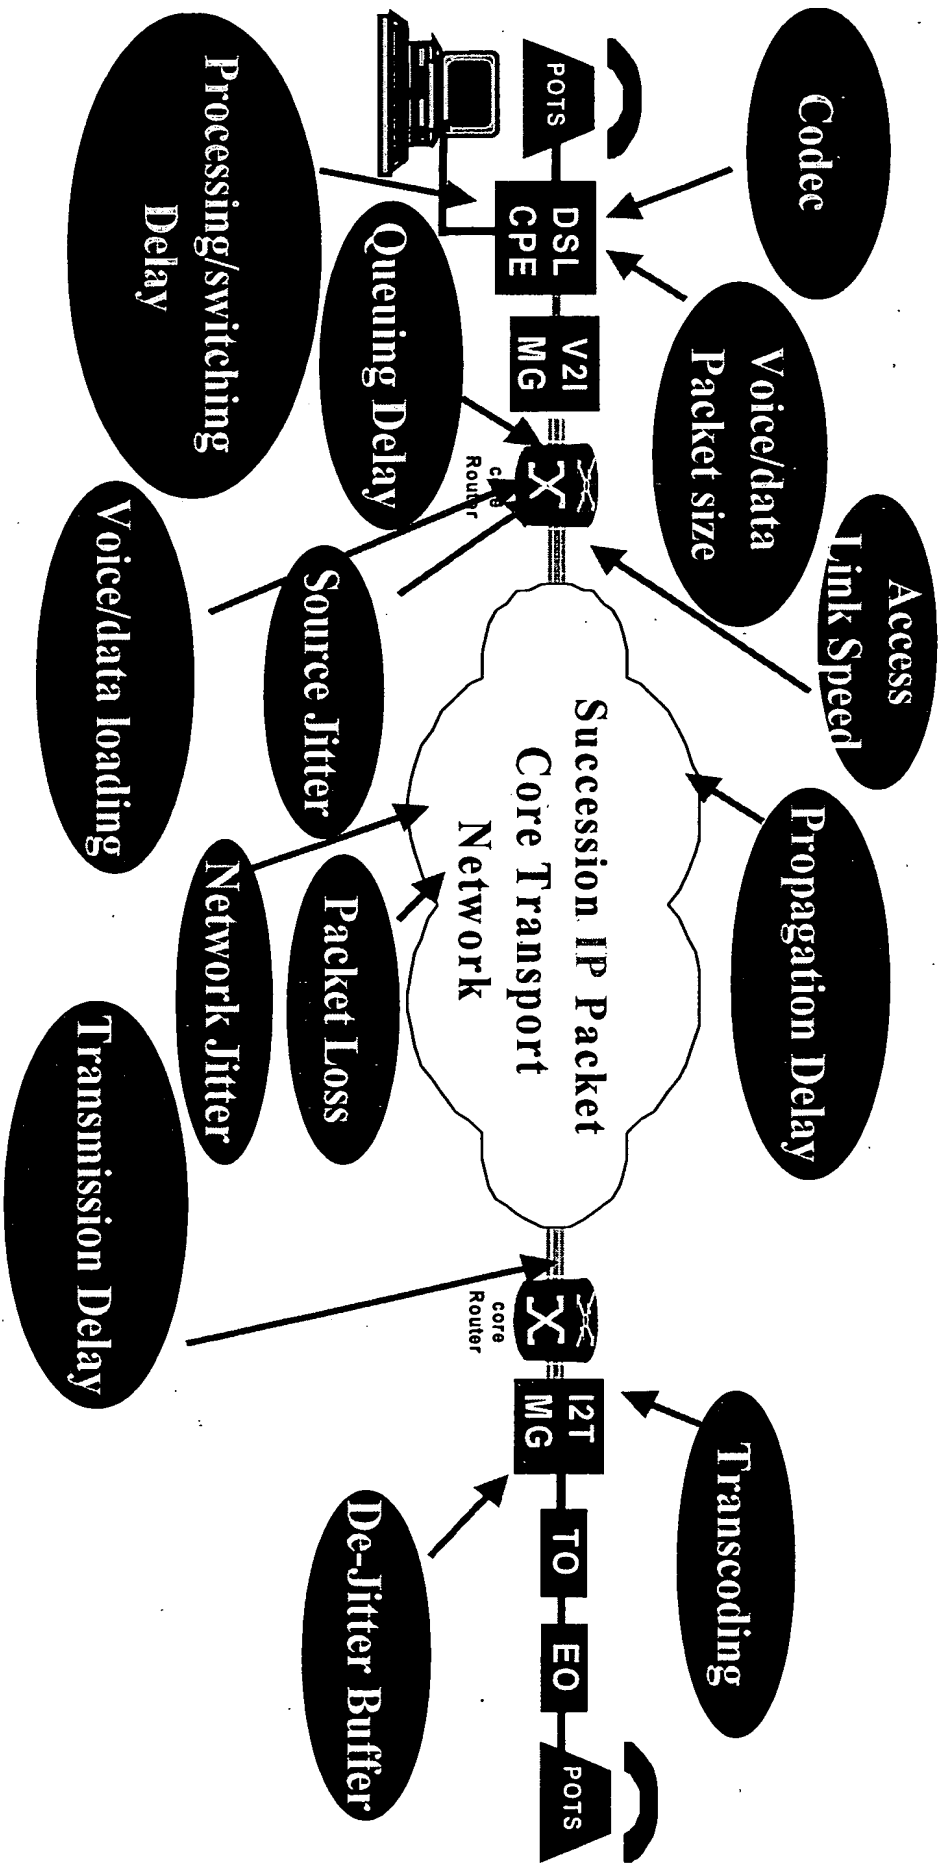 Codec
Voice/data
Packet size
Access
Link Speed
Propagation Delay
Transcoding
POTS
DSL
CPE
V2I
MG
core
Router
Succession IP Packet
Core Transport
Network
core
Router
I2T
MG
TO
EO
POTS
Processing/switching
Delay
Queuing Delay
Voice/data loading
Source Jitter
Network Jitter
Packet Loss
Transmission Delay
De-Jitter Buffer